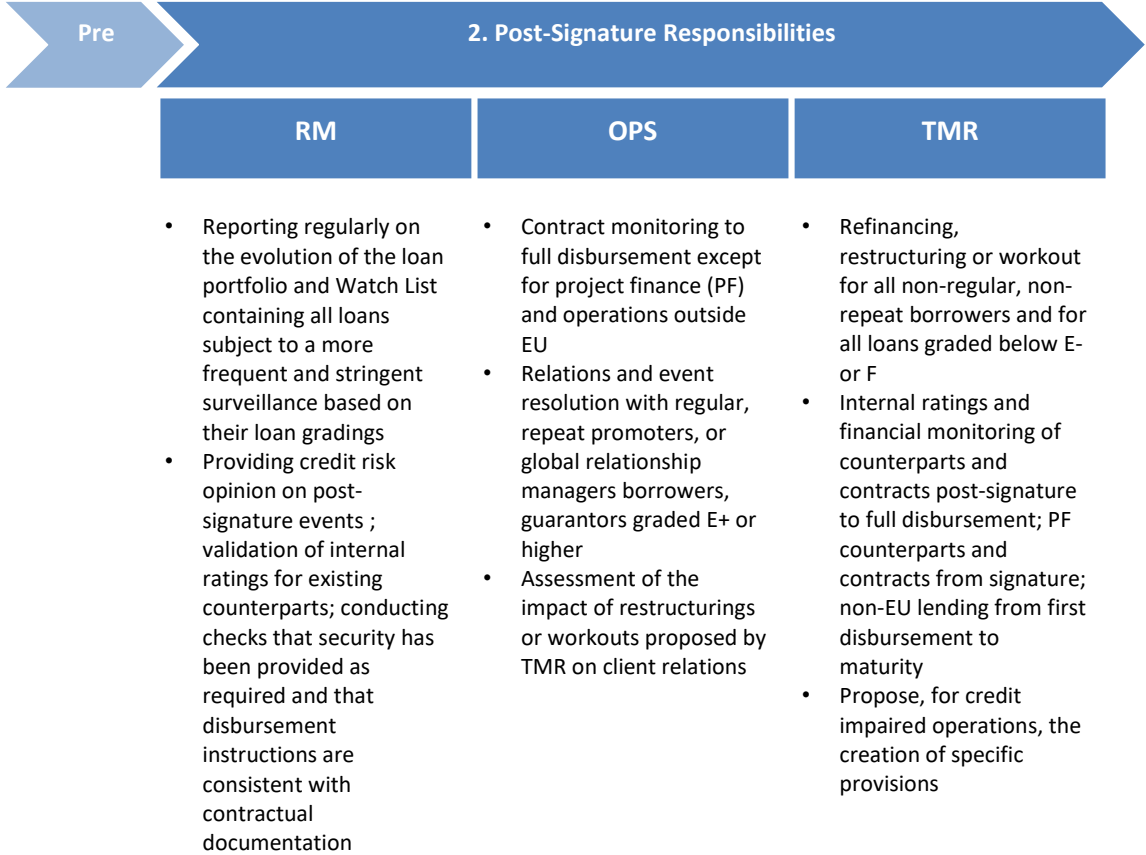 Pre
2. Post-Signature Responsibilities
RM
OPS
TMR
• Reporting regularly on
the evolution of the loan
portfolio and Watch List
containing all loans
subject to a more
frequent and stringent
surveillance based on
their loan gradings
• Providing credit risk
opinion on post-
signature events ;
validation of internal
ratings for existing
counterparts; conducting
checks that security has
been provided as
required and that
disbursement
instructions are
consistent with
contractual
documentation
• Contract monitoring to
full disbursement except
for project finance (PF)
and operations outside
EU
• Relations and event
resolution with regular,
repeat promoters, or
global relationship
managers borrowers,
guarantors graded E+ or
higher
• Assessment of the
impact of restructurings
or workouts proposed by
TMR on client relations
• Refinancing,
restructuring or workout
for all non-regular, non-
repeat borrowers and for
all loans graded below E-
or F
• Internal ratings and
financial monitoring of
counterparts and
contracts post-signature
to full disbursement; PF
counterparts and
contracts from signature;
non-EU lending from first
disbursement to
maturity
• Propose, for credit
impaired operations, the
creation of specific
provisions